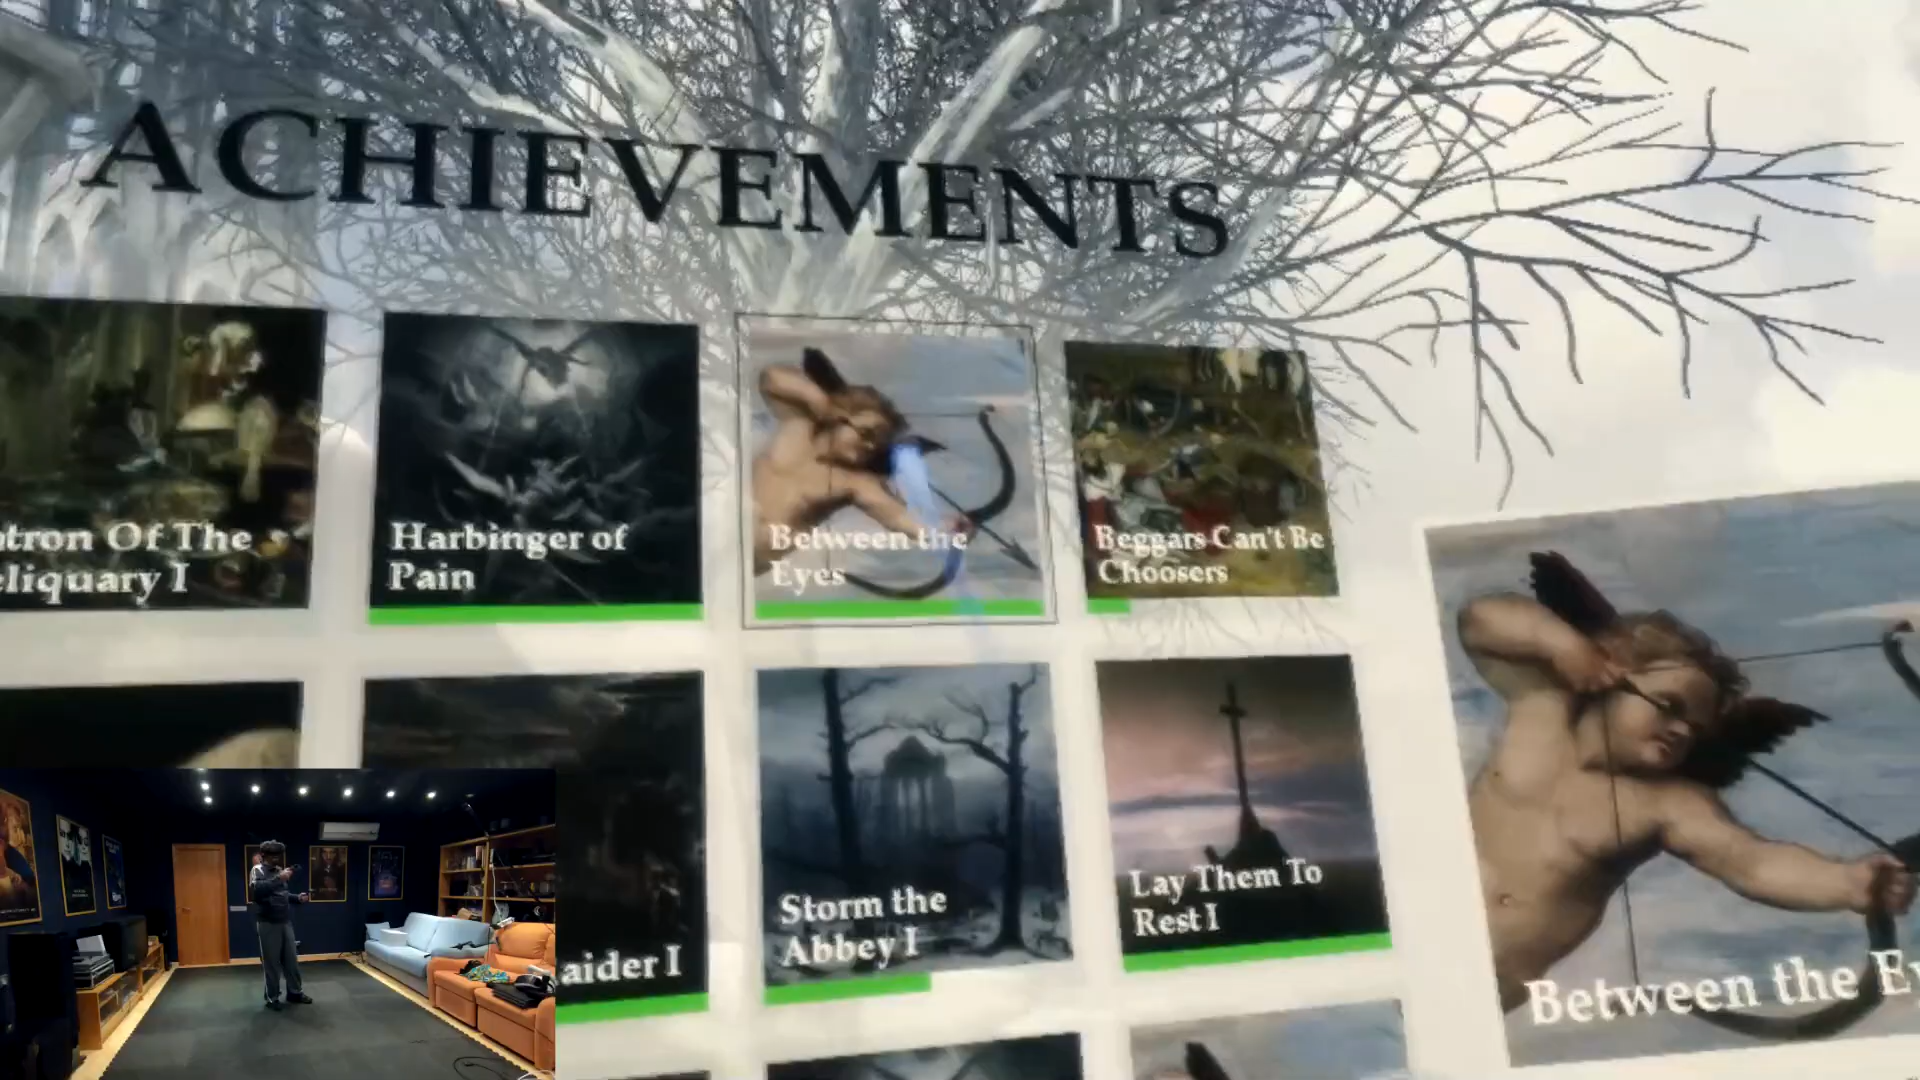 ACHIEVEMENTS
tron Of The
eliquary I
Harbinger of
Pain
Between the
Eyes
Beggars Can't Be
Choosers
aider I
Storm the
Abbey I
Lay Them To
Rest I
Between the Ey